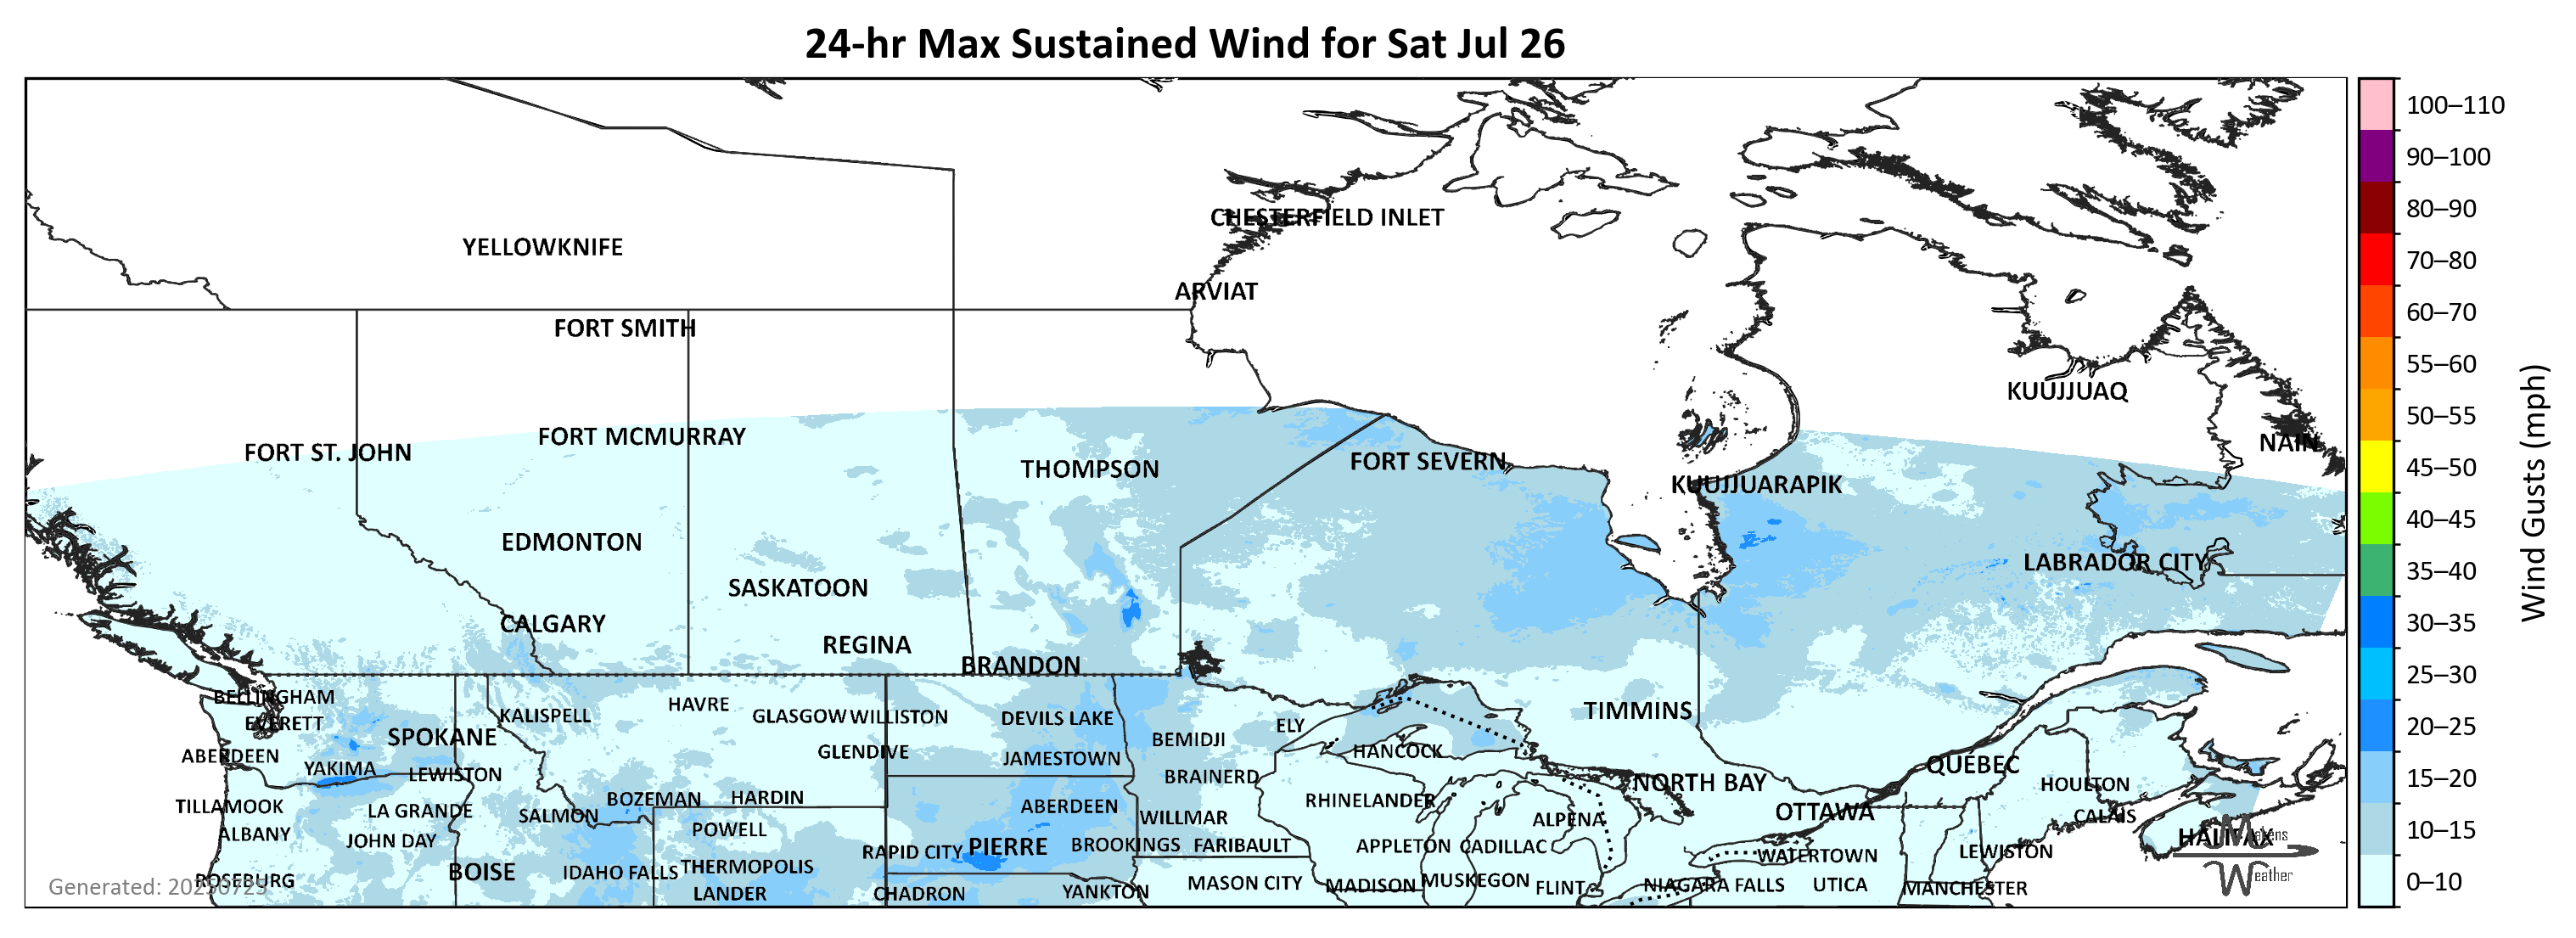 24-hr Max Sustained Wind for Sat Jul 26
CHESTERFIELD INLET
YELLOWKNIFE
ARVIAT
FORT SMITH
KUUJJUAQ
FORT MCMURRAY
NAIN
FORT ST. JOHN
FORT SEVERN
THOMPSON
KUUJJUARAPIK
EDMONTON
LABRADOR CITY
SASKATOON
CALGARY
REGINA
BRANDON
BELLINGHAM
HAVRE
TIMMINS
KALISPELL
GLASGOW WILLISTON
DEVILS LAKE
EVERETT
ELY
SPOKANE
BEMIDJI
HANCOCK
ABERDEEN
GLENDIVE
JAMESTOWN
QUÉBEC
YAKIMA
LEWISTON
BRAINERD
NORTH BAY
HOULTON
BOZEMAN
HARDIN
RHINELANDER
TILLAMOOK
LA GRANDE
SALMON
ABERDEEN
WILLMAR
ALPENA
OTTAWA
CALAIS
ALBANY
JOHN DAY
POWELL
HALIFAX
Makens
Weather
RAPID CITY
PIERRE
BROOKINGS
FARIBAULT
APPLETON
CADILLAC
WATERTOWN
LEWISTON
BOISE
IDAHO FALLS
THERMOPOLIS
ROSEBURG
Generated: 20250725
LANDER
CHADRON
YANKTON
MASON CITY
MADISON
MUSKEGON
FLINT
NIAGARA FALLS
UTICA
MANCHESTER
100–110
90–100
80–90
70–80
60–70
55–60
50–55
45–50
40–45
35–40
30–35
25–30
20–25
15–20
10–15
0–10
Wind Gusts (mph)